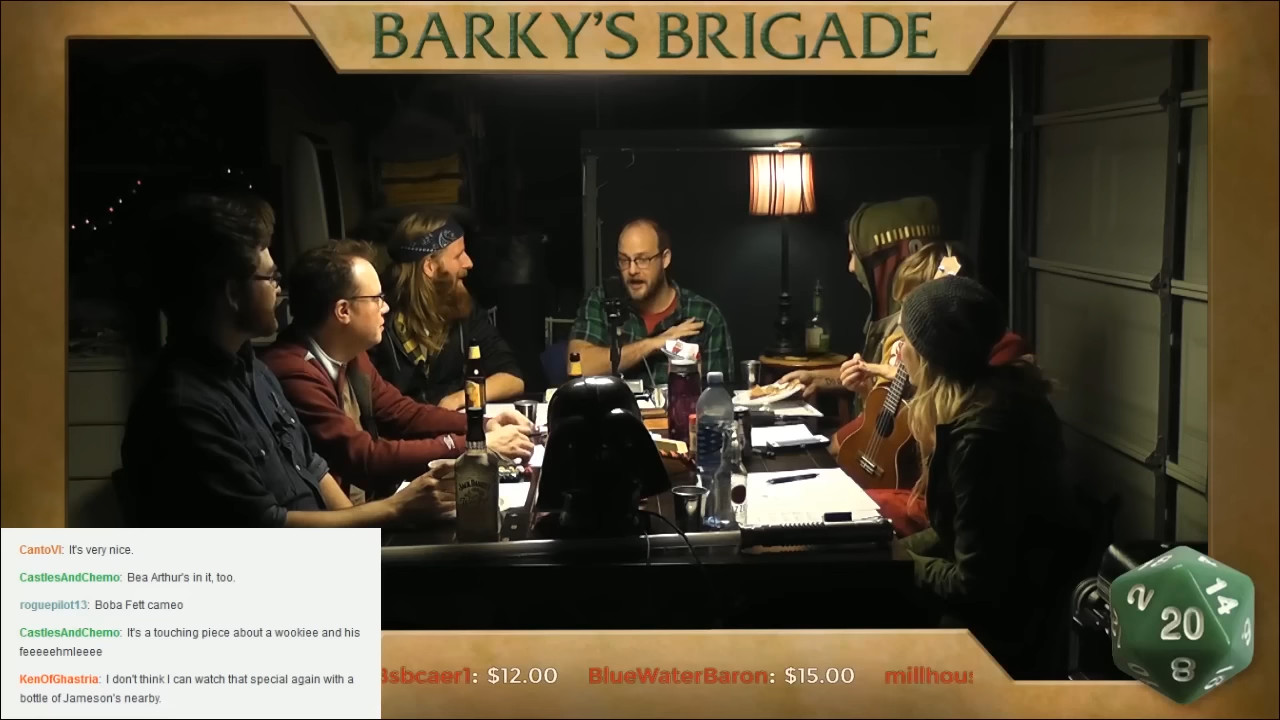 BARKY'S BRIGADE
CantoVI: It's very nice.
CastlesAndChemo: Bea Arthur's in it, too.
roguepilot13: Boba Fett cameo
CastlesAndChemo: It's a touching piece about a wookiee and his
feeeeehmleeee
KenOfGhastria: I don't think I can watch that special again with a
bottle of Jameson's nearby.
3sbcaer1: $12.00 BlueWaterBaron: $15.00 millhou
2 20 14 8